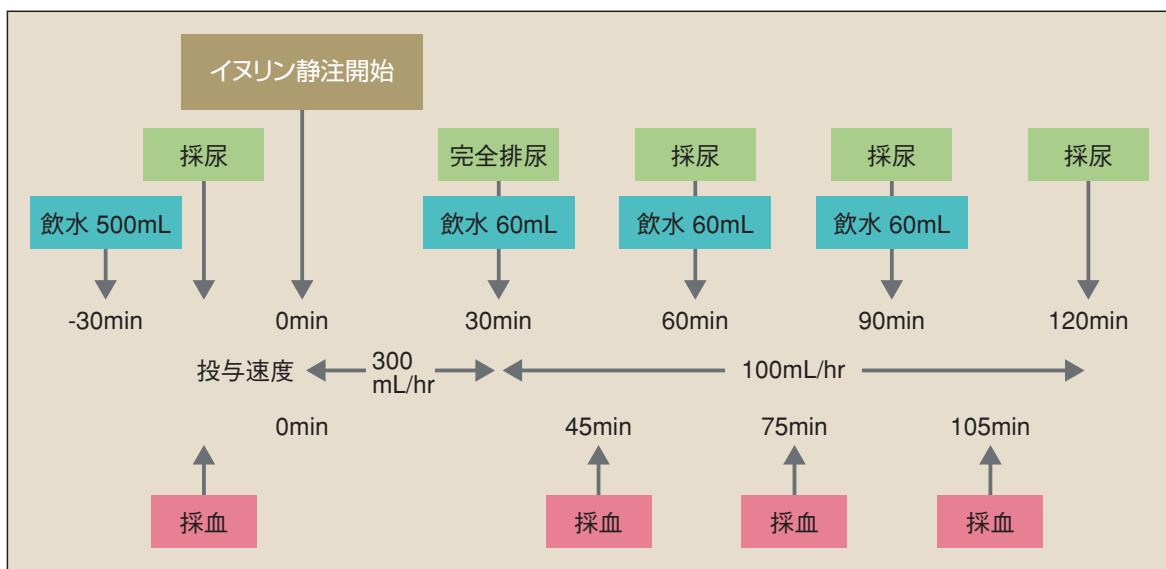 イヌリン静注開始
採尿
完全排尿
採尿
採尿
採尿
飲水 500mL
飲水 60mL
飲水 60mL
飲水 60mL
-30min
0min
30min
60min
90min
120min
投与速度
300
mL/hr
100mL/hr
0min
45min
75min
105min
採血
採血
採血
採血